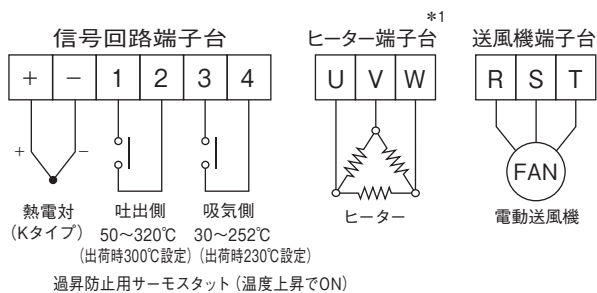 *1
信号回路端子台 ヒーター端子台 送風機端子台
+ − 1 2 3 4 U V W R S T
+ −
FAN
熱電対 吐出側 吸気側 ヒーター 電動送風機
(Kタイプ) 50～320℃ 30～252℃
(出荷時300℃設定) (出荷時230℃設定)
過昇防止用サーモスタット (温度上昇でON)